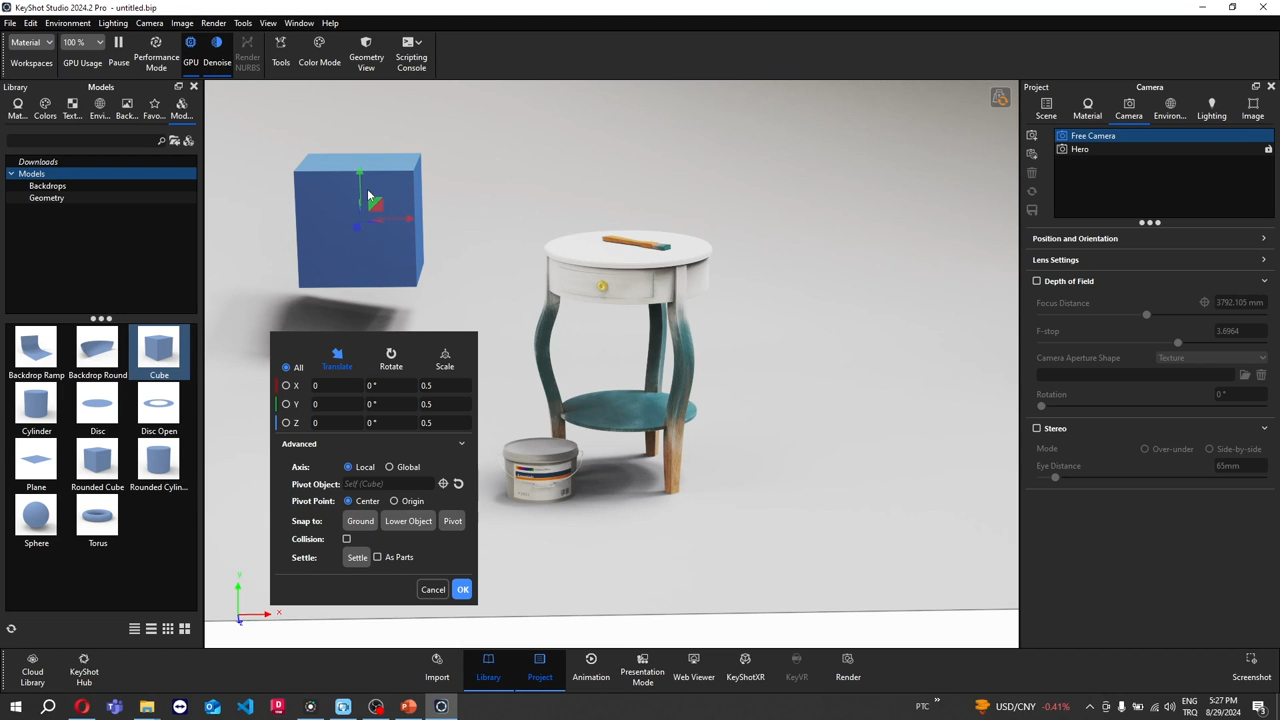 KeyShot Studio 2024.2 Pro - untitled.bip
File Edit Environment Lighting Camera Image Render Tools View Window Help
Material 100 %
Workspaces GPU Usage Pause Performance Mode GPU Denoise Render NURBS Tools Color Mode Geometry View Scripting Console
Library Models
Mat... Colors Text... Envi... Back... Favo... Mod...
Downloads
Models
Backdrops
Geometry
Backdrop Ramp Backdrop Round Cube
Cylinder Disc Disc Open
Plane Rounded Cube Rounded Cylin...
Sphere Torus
All Translate Rotate Scale
X 0 0 ° 0.5
Y 0 0 ° 0.5
Z 0 0 ° 0.5
Advanced
Axis: Local Global
Pivot Object: Self (Cube)
Pivot Point: Center Origin
Snap to: Ground Lower Object Pivot
Collision:
Settle: Settle As Parts
Cancel OK
y
x
z
Project Camera
Scene Material Camera Environ... Lighting Image
Free Camera
Hero
Position and Orientation
Lens Settings
Depth of Field
Focus Distance 3792.105 mm
F-stop 3.6964
Camera Aperture Shape Texture
Rotation 0 °
Stereo
Mode Over-under Side-by-side
Eye Distance 65mm
Cloud Library KeyShot Hub Import Library Project Animation Presentation Mode Web Viewer KeyShotXR KeyVR Render Screenshot
PTC USD/CNY -0.41% ENG TRQ 5:27 PM 8/29/2024